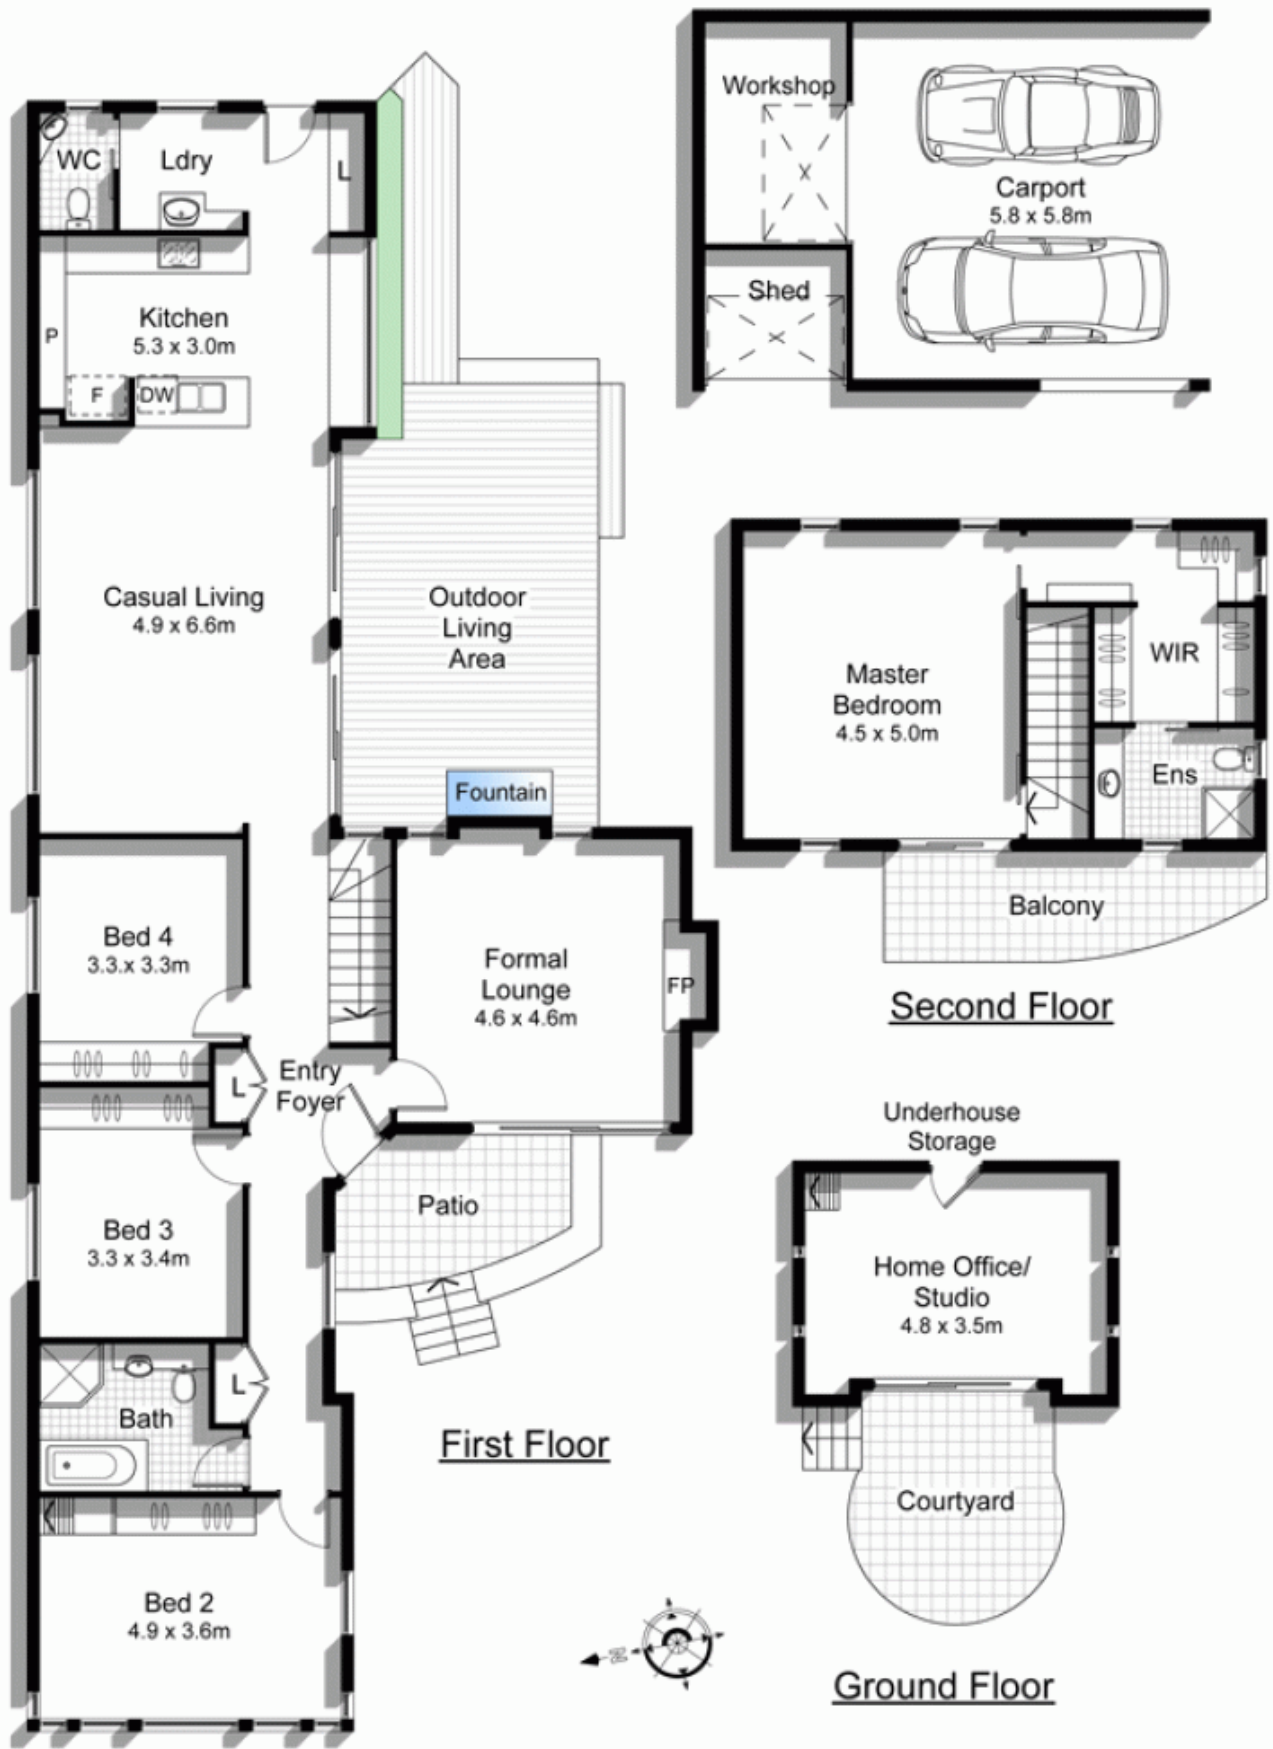 WC
Ldry
L
Kitchen
5.3 x 3.0m
P
F
DW
Casual Living
4.9 x 6.6m
Outdoor
Living
Area
Fountain
Bed 4
3.3.x 3.3m
L
Entry
Foyer
Formal
Lounge
4.6 x 4.6m
FP
Bed 3
3.3 x 3.4m
Patio
Bath
L
Bed 2
4.9 x 3.6m
First Floor
Workshop
Carport
5.8 x 5.8m
Shed
Master
Bedroom
4.5 x 5.0m
WIR
Ens
Balcony
Second Floor
Underhouse
Storage
Home Office/
Studio
4.8 x 3.5m
Courtyard
Ground Floor
N